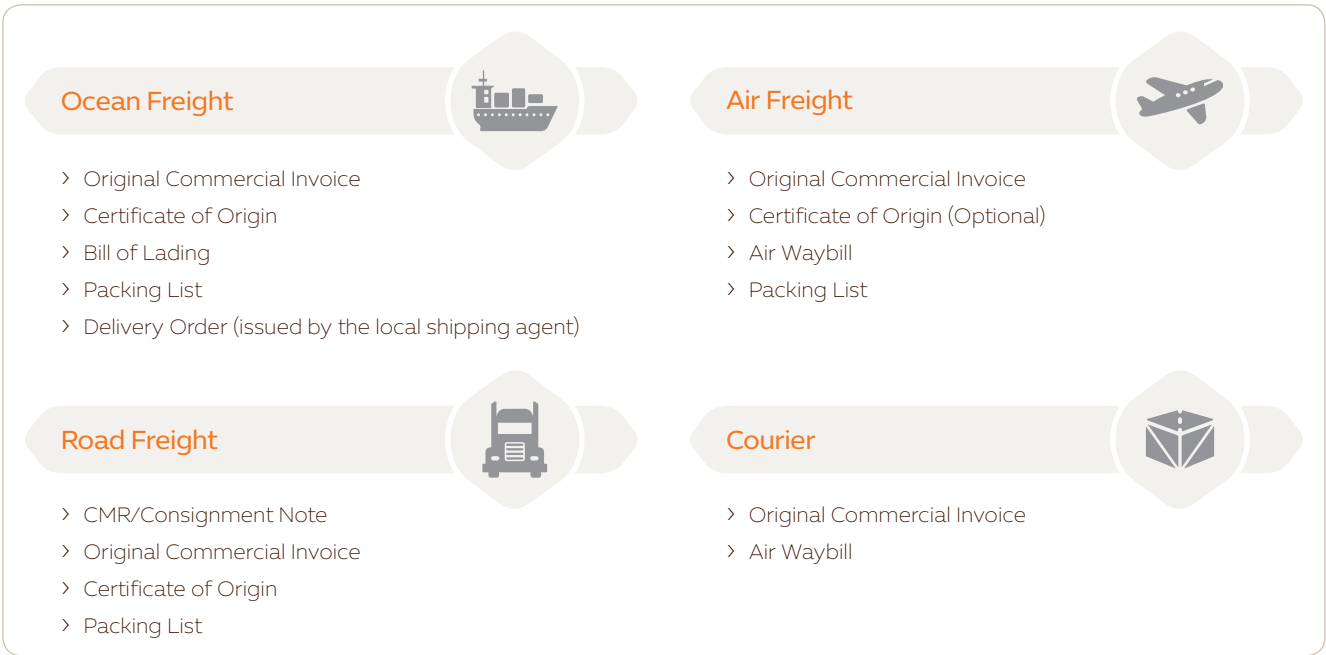 Ocean Freight
› Original Commercial Invoice
› Certificate of Origin
› Bill of Lading
› Packing List
› Delivery Order (issued by the local shipping agent)
Air Freight
› Original Commercial Invoice
› Certificate of Origin (Optional)
› Air Waybill
› Packing List
Road Freight
› CMR/Consignment Note
› Original Commercial Invoice
› Certificate of Origin
› Packing List
Courier
› Original Commercial Invoice
› Air Waybill